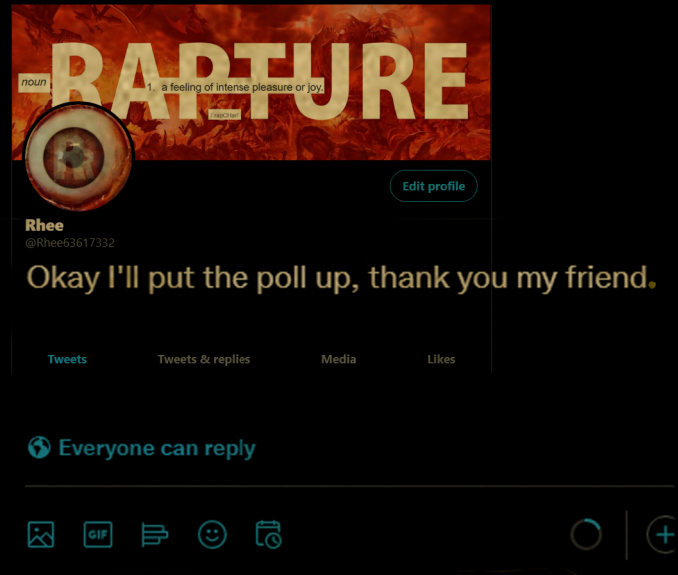 RAPTURE
noun
1. a feeling of intense pleasure or joy.
Edit profile
Rhee
@Rhee63617332
Okay I'll put the poll up, thank you my friend.
Tweets Tweets & replies Media Likes
Everyone can reply
GIF